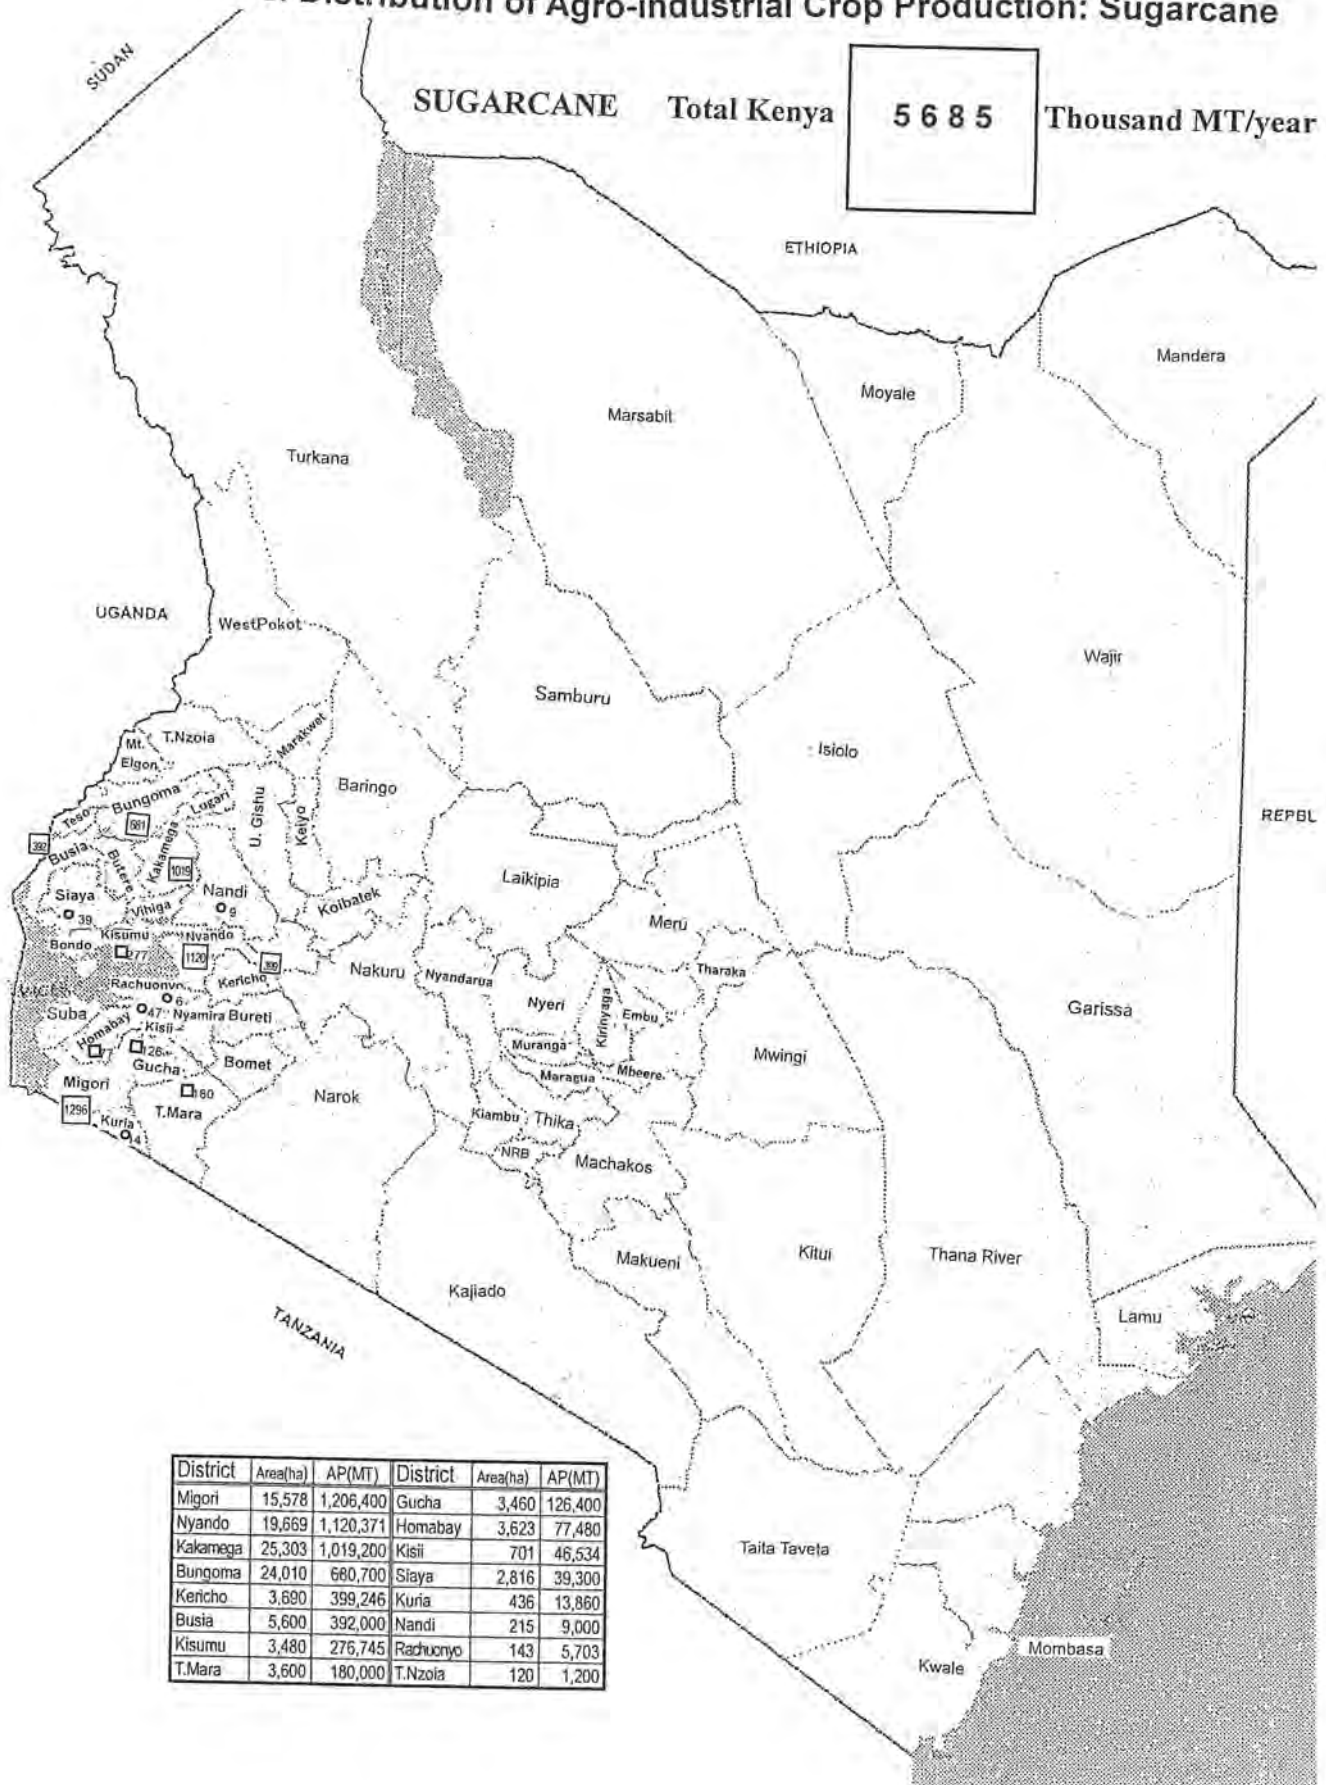 Distribution of Agro-Industrial Crop Production: Sugarcane
SUGARCANE Total Kenya 5685 Thousand MT/year
SUDAN
ETHIOPIA
Mandera
Moyale
Marsabit
Turkana
UGANDA
WestPokot
Wajir
Samburu
Marakwet
T.Nzoia
Mt.
Elgon
Isiolo
Baringo
Bungoma
Lugari
Teso
U. Gishu
Keiyo
REPBL
681
392
Busia
Butere
Kakamega
1019
Laikipia
Siaya
Nandi
Koibatek
39
Vihiga
9
Meru
Kisumu
Nyando
Bondo
277
1120
399
Nakuru
Nyandarua
Tharaka
Rachuonyo
Kericho
6
Nyeri
Kirinyaga
Embu
Garissa
Suba
47
Nyamira
Bureti
Homabay
Kisii
Muranga
Mwingi
77
126
Gucha
Bomet
Maragua
Mbeere
Migori
180
Narok
1296
T.Mara
Kuria
Kiambu
Thika
14
NRB
Machakos
Makueni
Kitui
Thana River
Kajiado
Lamu
TANZANIA
District Area(ha) AP(MT) District Area(ha) AP(MT)
Migori 15,578 1,206,400 Gucha 3,460 126,400
Nyando 19,669 1,120,371 Homabay 3,623 77,480
Kakamega 25,303 1,019,200 Kisii 701 46,534
Bungoma 24,010 680,700 Siaya 2,816 39,300
Kericho 3,690 399,246 Kuria 436 13,860
Busia 5,600 392,000 Nandi 215 9,000
Kisumu 3,480 276,745 Rachuonyo 143 5,703
T.Mara 3,600 180,000 T.Nzoia 120 1,200
Taita Taveta
Mombasa
Kwale